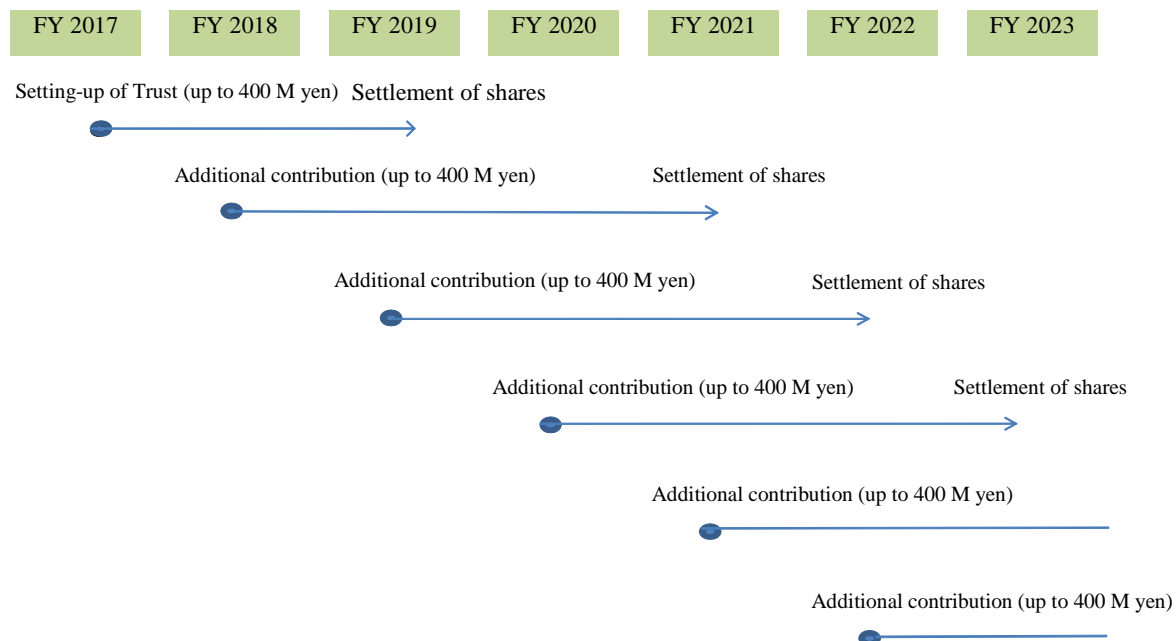 FY 2017 FY 2018 FY 2019 FY 2020 FY 2021 FY 2022 FY 2023
Setting-up of Trust (up to 400 M yen) Settlement of shares
Additional contribution (up to 400 M yen) Settlement of shares
Additional contribution (up to 400 M yen) Settlement of shares
Additional contribution (up to 400 M yen) Settlement of shares
Additional contribution (up to 400 M yen)
Additional contribution (up to 400 M yen)